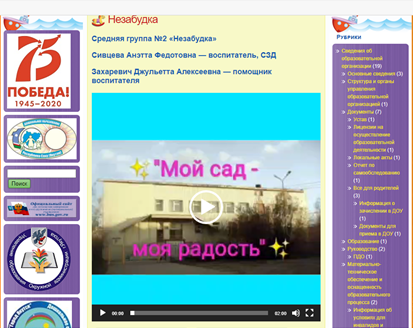 Незабудка
Средняя группа №2 «Незабудка»
Сивцева Анэтта Федотовна — воспитатель, СЗД
Захаревич Джульетта Алексеевна — помощник
воспитателя
75
ПОБЕДА!
1945–2020
Поиск
✨"Мой сад -
моя радость"✨
00:00
02:00
Рубрики
Сведения об
образовательной
организации (19)
Основные сведения (3)
Структура и органы
управления
образовательной
организацией (1)
Документы (7)
Устав (1)
Лицензии на
осуществление
образовательной
деятельности (1)
Локальные акты (1)
Отчет по
самообследованию
(1)
Все для родителей
(3)
Информация о
зачислении в ДОУ (1)
Документы для
приема в ДОУ (1)
Образование (1)
Руководство (2)
ПДО (1)
Материально-
техническое
обеспечение и
оснащенность
образовательного
процесса (2)
Информация об
условиях для
инвалидов и